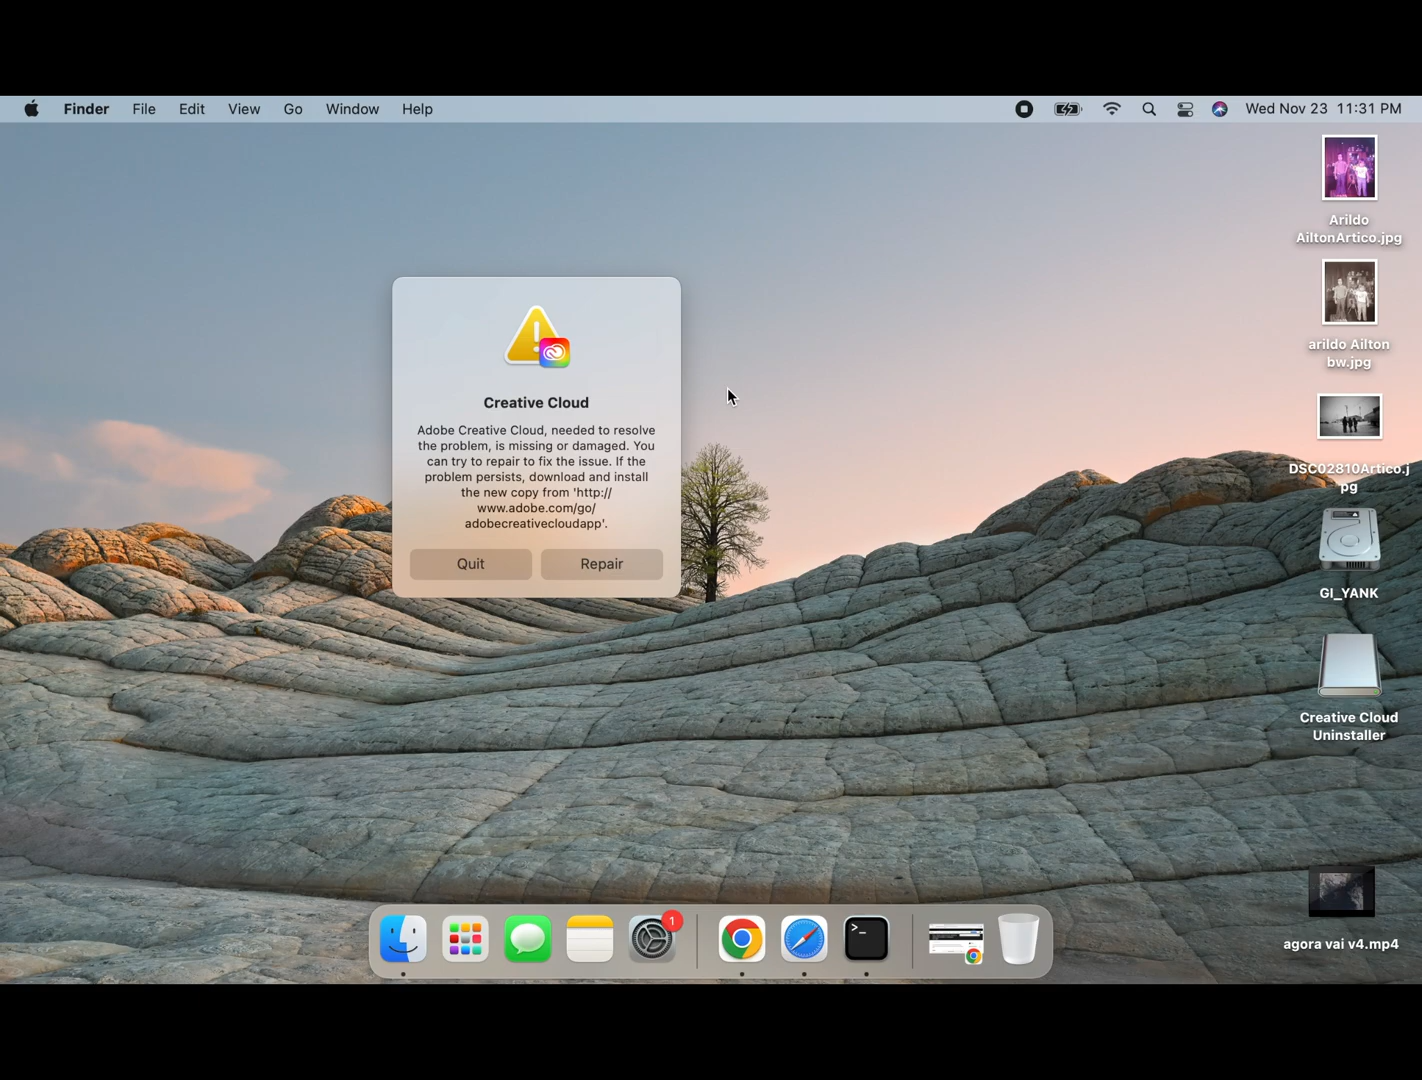 Finder File Edit View Go Window Help Wed Nov 23 11:31 PM
Arildo
AiltonArtico.jpg
arildo Ailton
bw.jpg
DSC02810Artico.j
pg
GI_YANK
Creative Cloud
Uninstaller
agora vai v4.mp4
Creative Cloud
Adobe Creative Cloud, needed to resolve
the problem, is missing or damaged. You
can try to repair to fix the issue. If the
problem persists, download and install
the new copy from 'http://
www.adobe.com/go/
adobecreativecloudapp'.
Quit Repair
1
>_